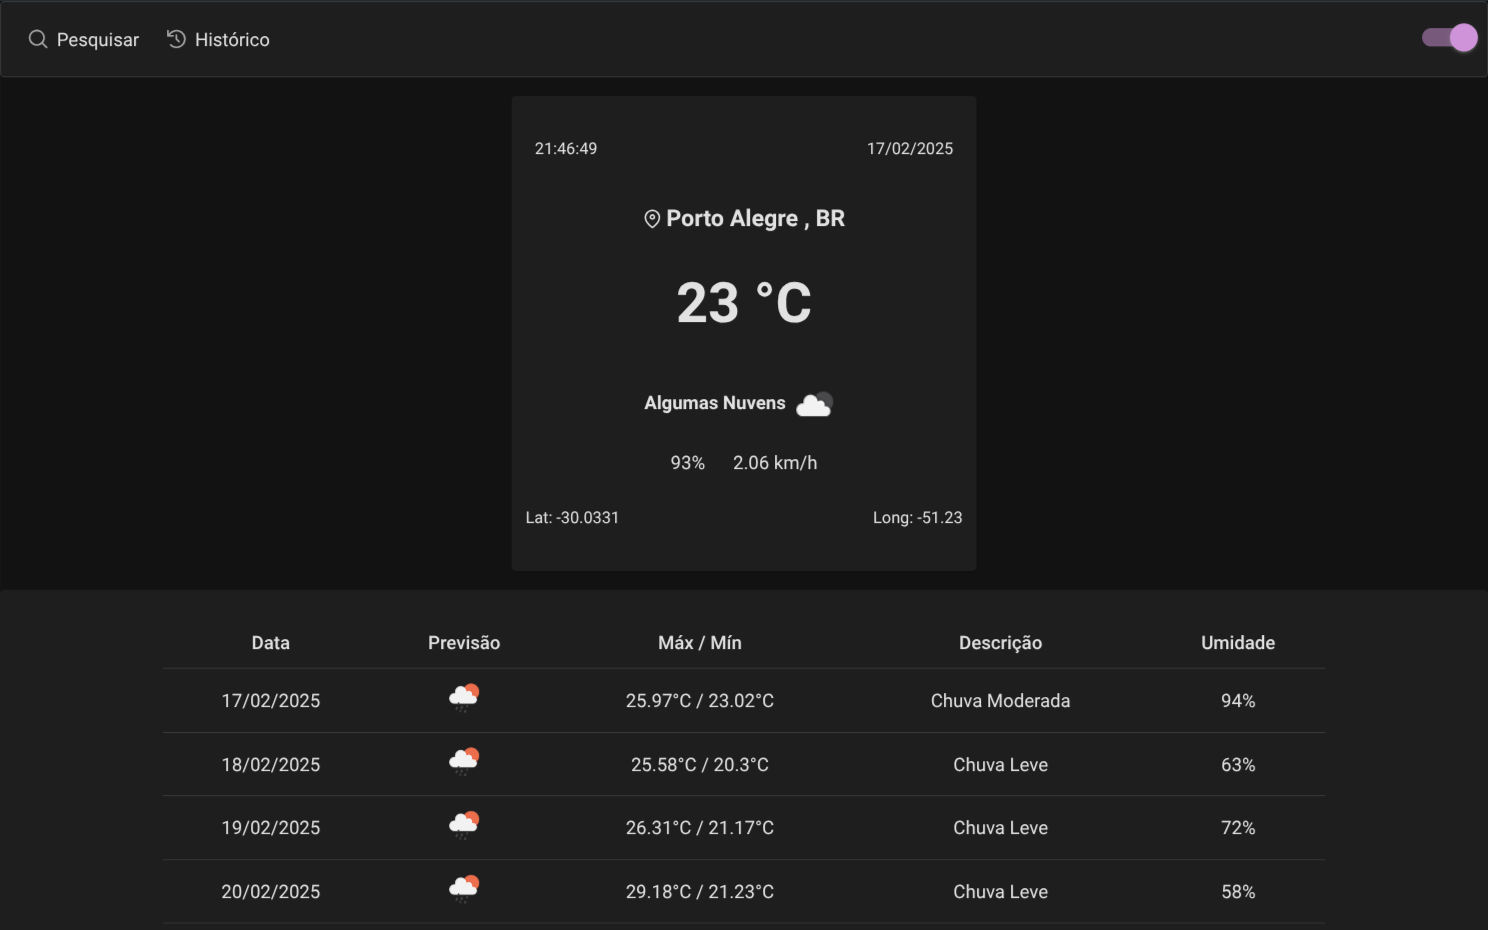 Pesquisar Histórico
21:46:49 17/02/2025
Porto Alegre , BR
23 °C
Algumas Nuvens
93% 2.06 km/h
Lat: -30.0331 Long: -51.23
Data Previsão Máx / Mín Descrição Umidade
17/02/2025 25.97°C / 23.02°C Chuva Moderada 94%
18/02/2025 25.58°C / 20.3°C Chuva Leve 63%
19/02/2025 26.31°C / 21.17°C Chuva Leve 72%
20/02/2025 29.18°C / 21.23°C Chuva Leve 58%